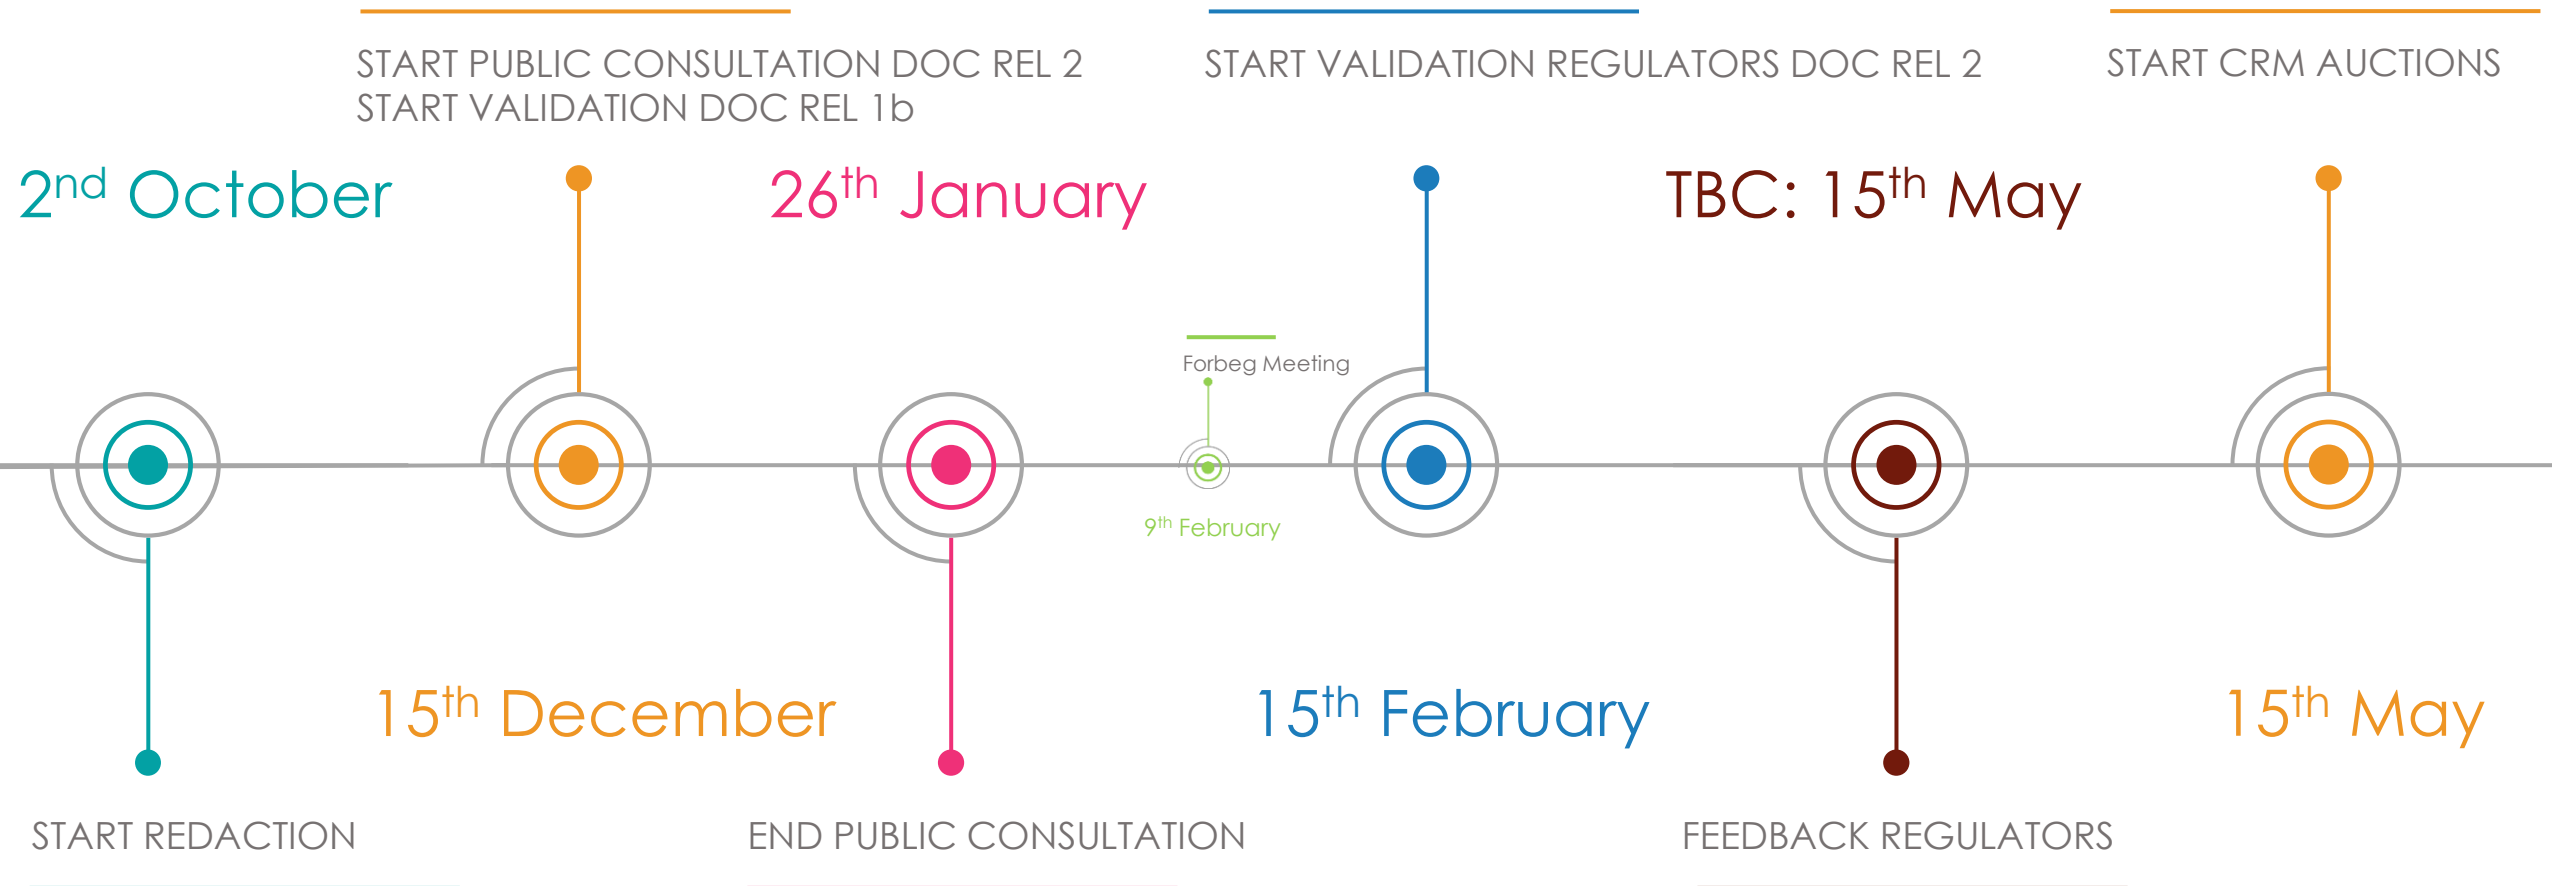 START PUBLIC CONSULTATION DOC REL 2
START VALIDATION DOC REL 1b
START VALIDATION REGULATORS DOC REL 2
START CRM AUCTIONS
2nd October
26th January
TBC: 15th May
Forbeg Meeting
9th February
15th December
15th February
15th May
START REDACTION
END PUBLIC CONSULTATION
FEEDBACK REGULATORS